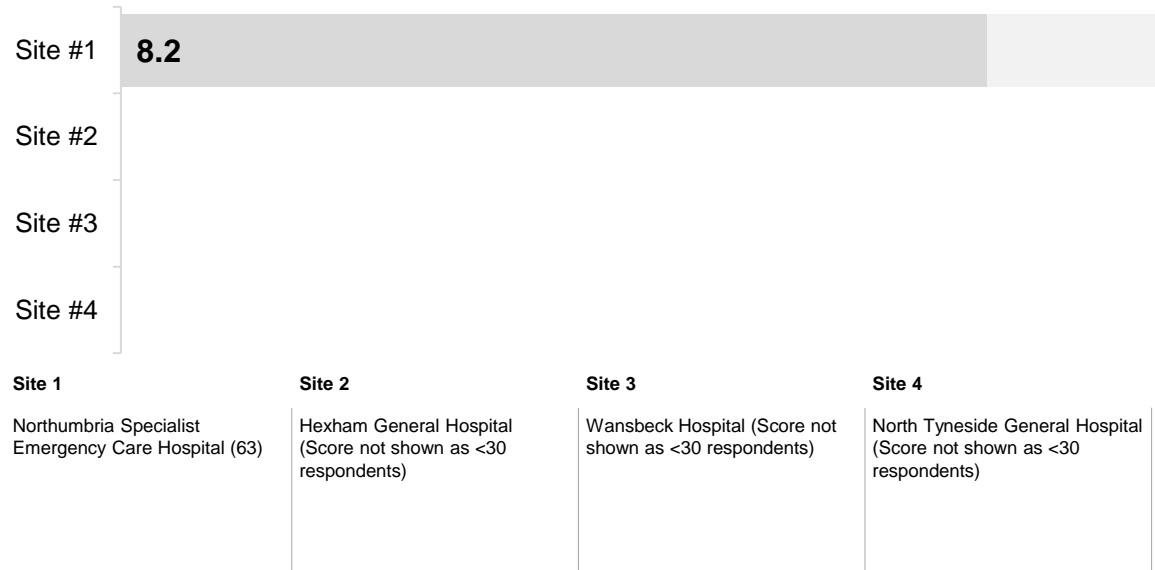 Site #1
8.2
Site #2
Site #3
Site #4
Site 1
Northumbria Specialist
Emergency Care Hospital (63)
Site 2
Hexham General Hospital
(Score not shown as <30
respondents)
Site 3
Wansbeck Hospital (Score not
shown as <30 respondents)
Site 4
North Tyneside General Hospital
(Score not shown as <30
respondents)